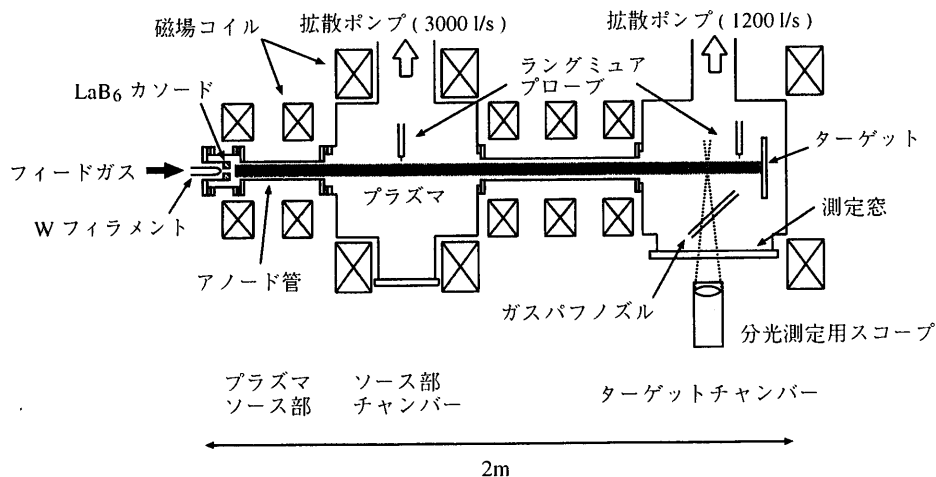 磁場コイル
拡散ポンプ ( 3000 l/s )
拡散ポンプ ( 1200 l/s )
LaB6 カソード
ラングミュア
プローブ
ターゲット
フィードガス
プラズマ
W フィラメント
測定窓
アノード管
ガスパフノズル
分光測定用スコープ
プラズマ
ソース部
ソース部
チャンバー
ターゲットチャンバー
2m